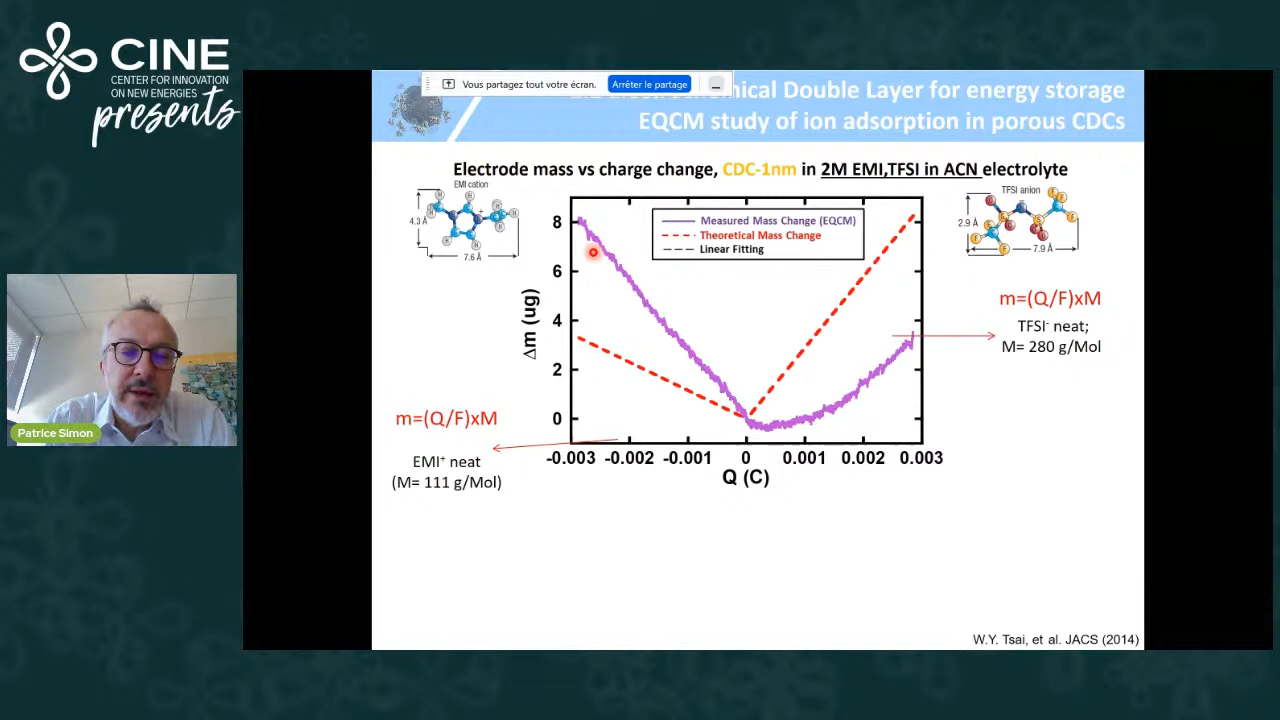 CINE
CENTER FOR INNOVATION
ON NEW ENERGIES
presents
Vous partagez tout votre écran.
Arrêter le partage
Double Layer for energy storage
EQCM study of ion adsorption in porous CDCs
Electrode mass vs charge change, CDC-1nm in 2M EMI,TFSI in ACN electrolyte
EMI cation
4.3 Å
7.6 Å
H
H
H
H
H
H
H
+
TFSI anion
2.9 Å
7.9 Å
F
F
F
F
F
S
S
O
O
Measured Mass Change (EQCM)
Theoretical Mass Change
Linear Fitting
Δm (ug)
8
6
4
2
0
-0.003 -0.002 -0.001 0 0.001 0.002 0.003
Q (C)
m=(Q/F)xM
TFSI⁻ neat;
M= 280 g/Mol
m=(Q/F)xM
EMI⁺ neat
(M= 111 g/Mol)
Patrice Simon
W.Y. Tsai, et al. JACS (2014)